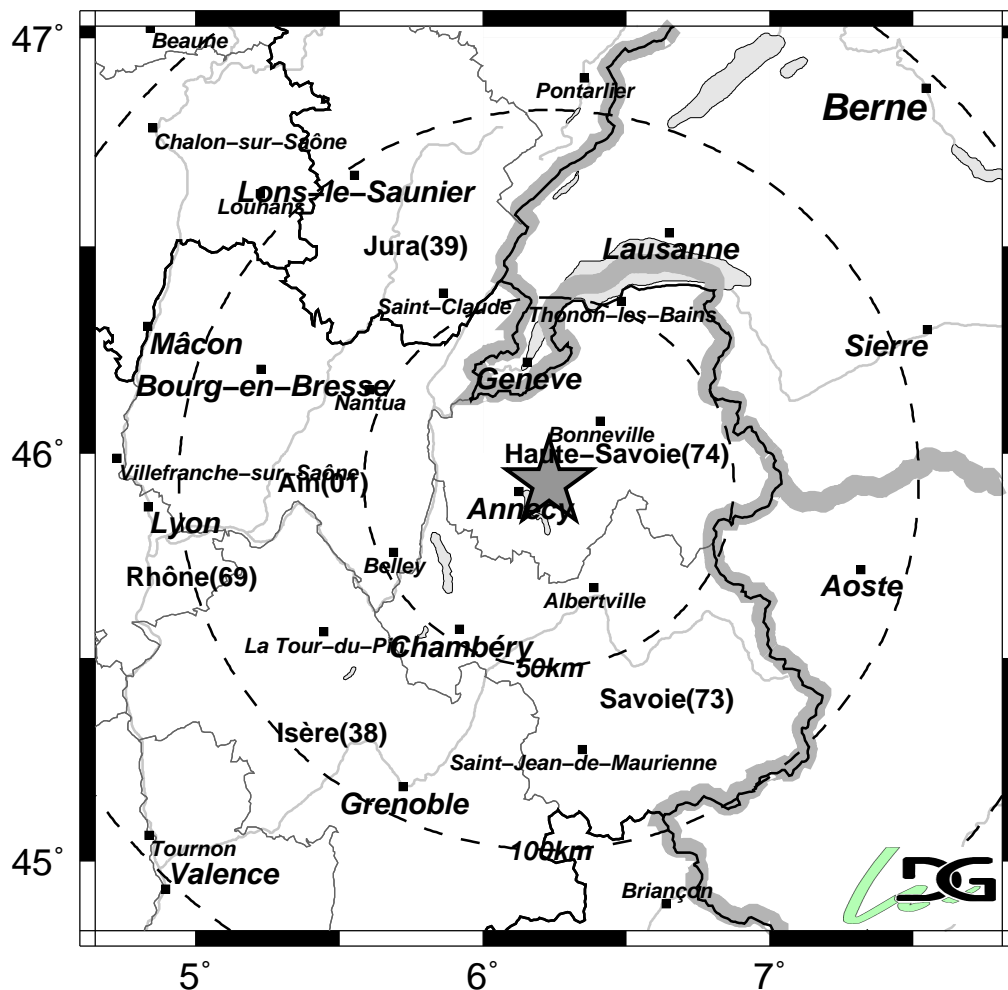 47°
Beaune
Pontarlier
Berne
Chalon–sur–Saône
Lons–le–Saunier
Louhans
Jura(39)
Lausanne
Saint–Claude
Thonon–les–Bains
Mâcon
Sierre
Genève
Bourg–en–Bresse
Nantua
Bonneville
46°
Haute–Savoie(74)
Villefranche–sur–Saône
Ain(01)
Annecy
Lyon
Belley
Rhône(69)
Aoste
Albertville
La Tour–du–Pin
Chambéry
50km
Savoie(73)
Isère(38)
Saint–Jean–de–Maurienne
Grenoble
Tournon
100km
45°
Valence
Briançon
LDG
5°
6°
7°